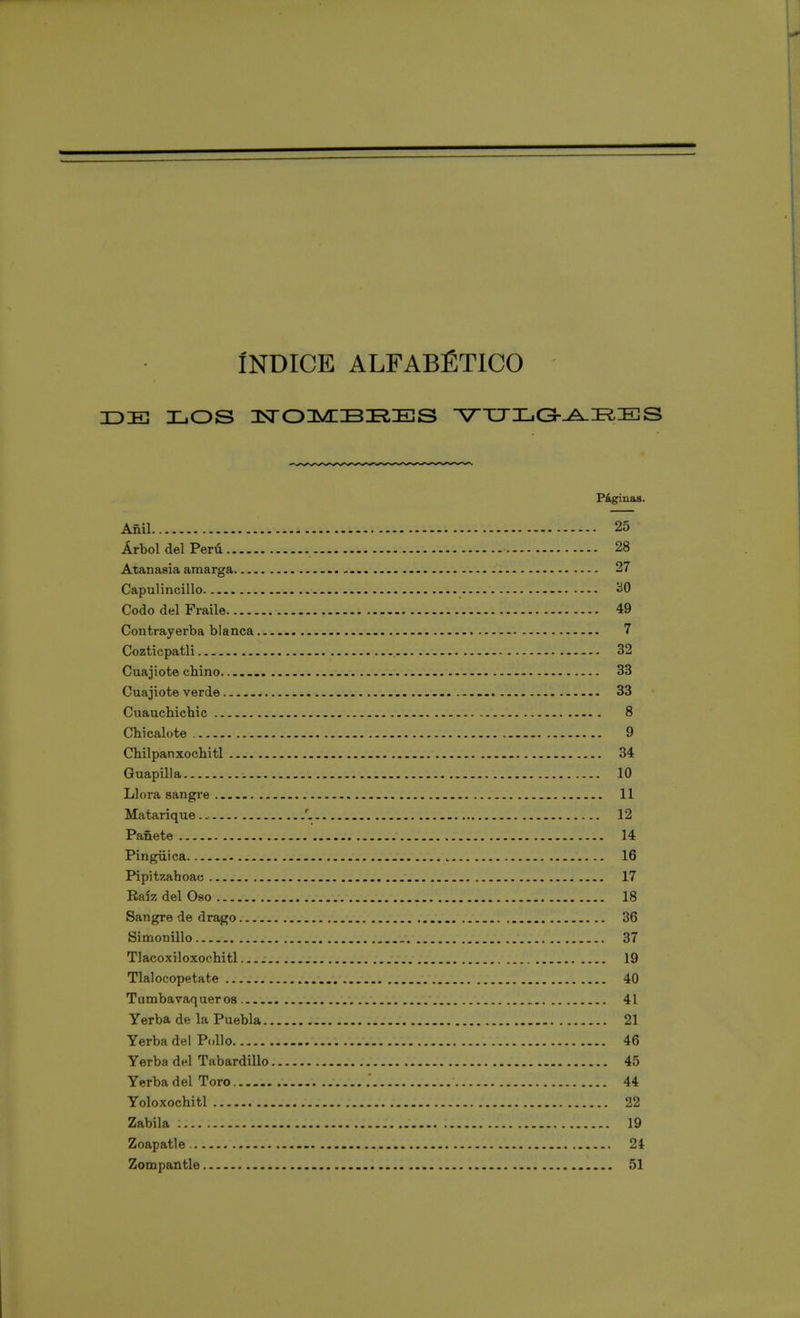 ÍNDICE ALFABÉTICO
DE LOS NOMBRES VULGARES
Páginas.
Añil 25
Árbol del Perú 28
Atanasia amarga 27
Capulincillo 30
Codo del Fraile 49
Contrayerba blanca 7
Cozticpatli 32
Cuajiote chino 33
Cuajiote verde 33
Cuauchichic 8
Chicalote 9
Chilpanxochitl 34
Guapilla 10
Llora sangre 11
Matarique 12
Pañete 14
Pingüica 16
Pipitzahoac 17
Raíz del Oso 18
Sangre de drago 36
Simonillo 37
Tlacoxiloxochitl 19
Tlalocopetate 40
Tumbavaqueros 41
Yerba de la Puebla 21
Yerba del Pollo 46
Yerba del Tabardillo 45
Yerba del Toro 44
Yoloxochitl 22
Zabila 19
Zoapatle 24
Zompantle 51